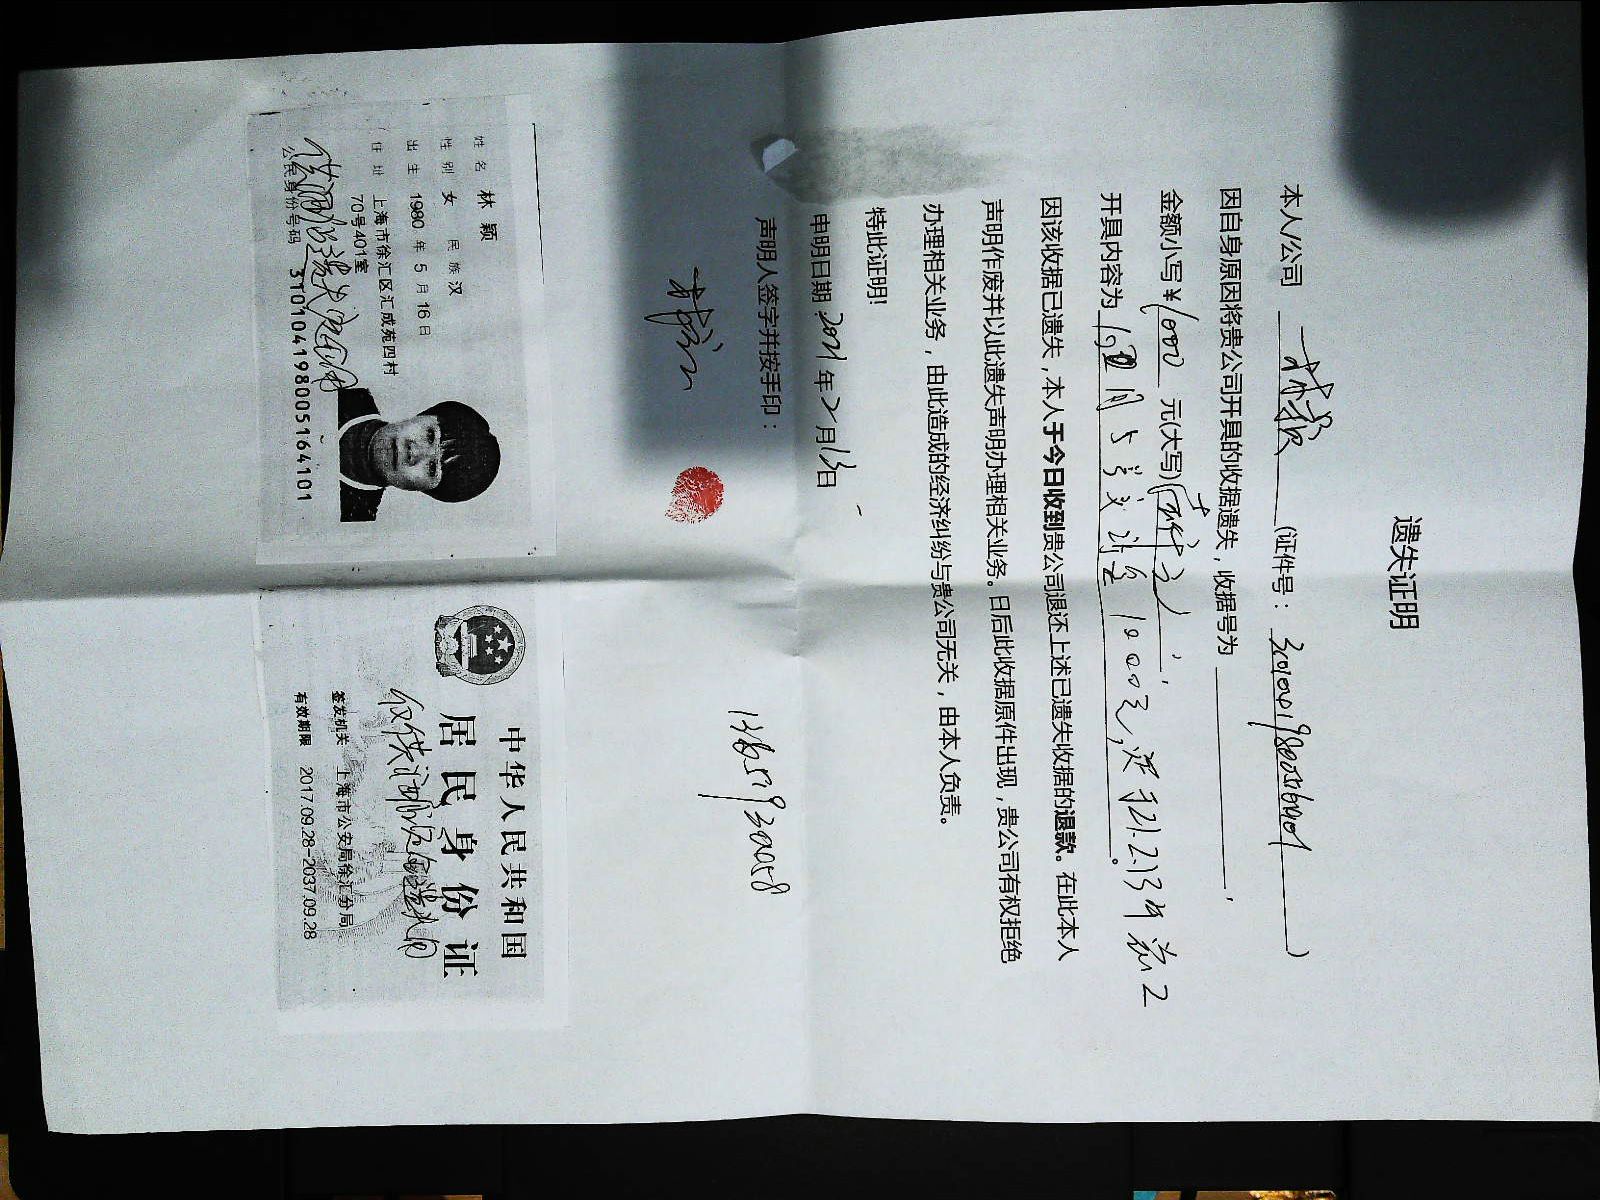 遗失证明
本人/公司 林颖 (证件号：)
因自身原因将贵公司开具的收据遗失，收据号为 ，
金额小写￥1000 元(大写) ，
开具内容为
因该收据已遗失，本人于今日收到贵公司退还上述已遗失收据的退款。在此本人
声明作废并以此遗失声明办理相关业务。日后此收据原件出现，贵公司有权拒绝
办理相关业务，由此造成的经济纠纷与贵公司无关，由本人负责。
特此证明!
申明日期 2021年2月13日
声明人签字并按手印：
姓名 林颖
性别 女 民族 汉
出生 1980 年 5 月 16 日
住址 上海市徐汇区汇成苑四村
70号401室
公民身份号码 310104198005164101
中华人民共和国
居民身份证
签发机关 上海市公安局徐汇分局
有效期限 2017.09.28-2037.09.28